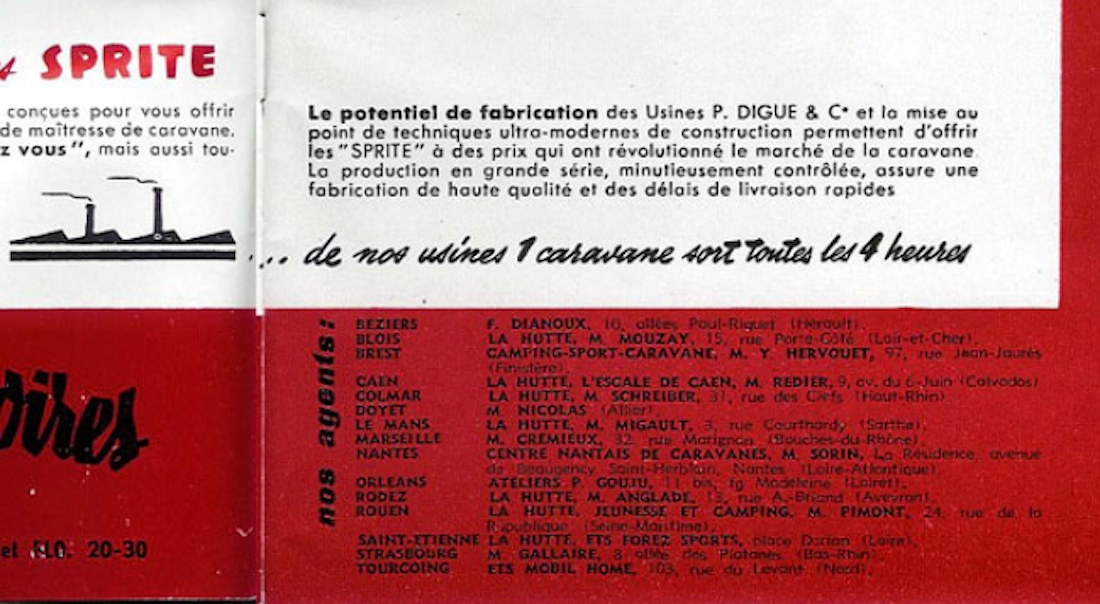 SPRITE
conçues pour vous offrir
de maîtresse de caravane.
z vous", mais aussi tou-
Le potentiel de fabrication des Usines P. DIGUE & Cᵉ et la mise au
point de techniques ultra-modernes de construction permettent d'offrir
les "SPRITE" à des prix qui ont révolutionné le marché de la caravane.
La production en grande série, minutieusement contrôlée, assure une
fabrication de haute qualité et des délais de livraison rapides
... de nos usines 1 caravane sort toutes les 4 heures
oires
et FLO. 20-30
nos agents :
BEZIERS F. DIANOUX, 10, allées Paul-Riquet (Hérault).
BLOIS LA HUTTE, M. MOUZAY, 15, rue Porte-Côté (Loir-et-Cher).
BREST CAMPING-SPORT-CARAVANE, M. Y. HERVOUET, 97, rue Jean-Jaurès
(Finistère).
CAEN LA HUTTE, L'ESCALE DE CAEN, M. REDIER, 9, av. du 6-Juin (Calvados)
COLMAR LA HUTTE, M. SCHREIBER, 31, rue des Clefs (Haut-Rhin).
DOYET M. NICOLAS (Allier).
LE MANS LA HUTTE, M. MIGAULT, 3, rue Courthardy (Sarthe).
MARSEILLE M. CREMIEUX, 32, rue Marignan (Bouches-du-Rhône).
NANTES CENTRE NANTAIS DE CARAVANES, M. SORIN, La Résidence, avenue
de Beaugency Saint-Herblain, Nantes (Loire-Atlantique).
ORLEANS ATELIERS P. GOUJU, 11 bis, fg Madeleine (Loiret).
RODEZ LA HUTTE, M. ANGLADE, 13, rue A.-Briand (Aveyron).
ROUEN LA HUTTE, JEUNESSE ET CAMPING, M. PIMONT, 24, rue de la
République (Seine-Maritime).
SAINT-ETIENNE LA HUTTE, ETS FOREZ SPORTS, place Dorian (Loire).
STRASBOURG M. GALLAIRE, 8 allée des Platanes (Bas-Rhin)
TOURCOING ETS MOBIL HOME, 103, rue du Levant (Nord).